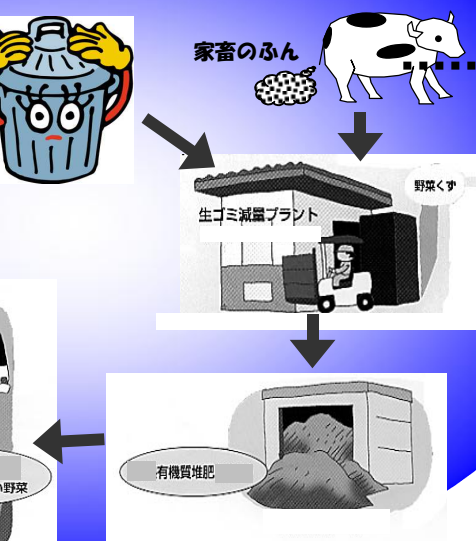 家畜のふん
野菜くず
生ゴミ減量プラント
有機質堆肥
野菜